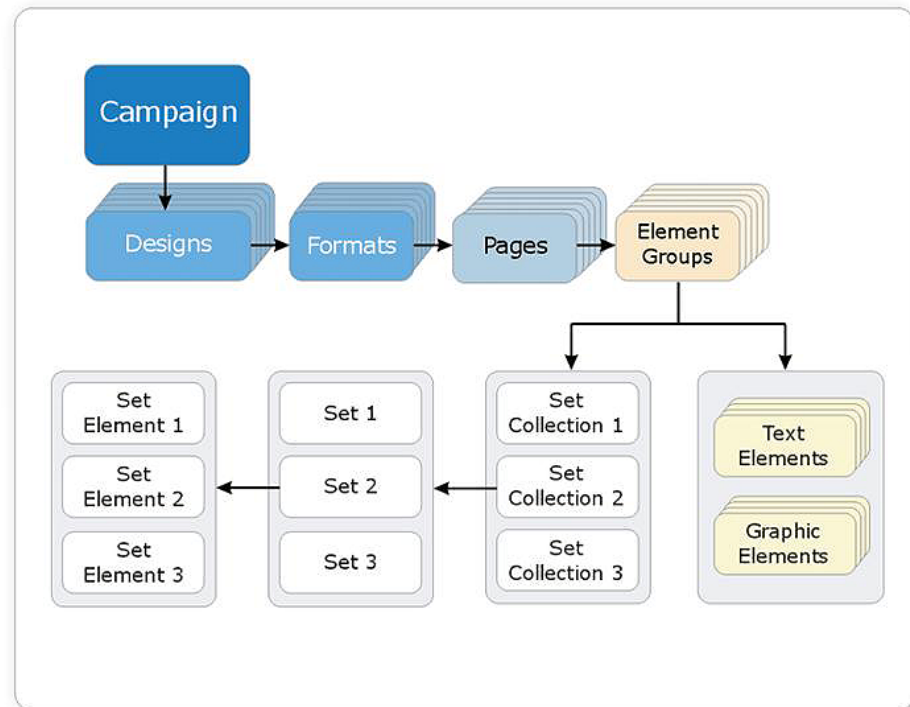 Campaign
Designs
Formats
Pages
Element
Groups
Set
Element 1
Set
Element 2
Set
Element 3
Set 1
Set 2
Set 3
Set
Collection 1
Set
Collection 2
Set
Collection 3
Text
Elements
Graphic
Elements